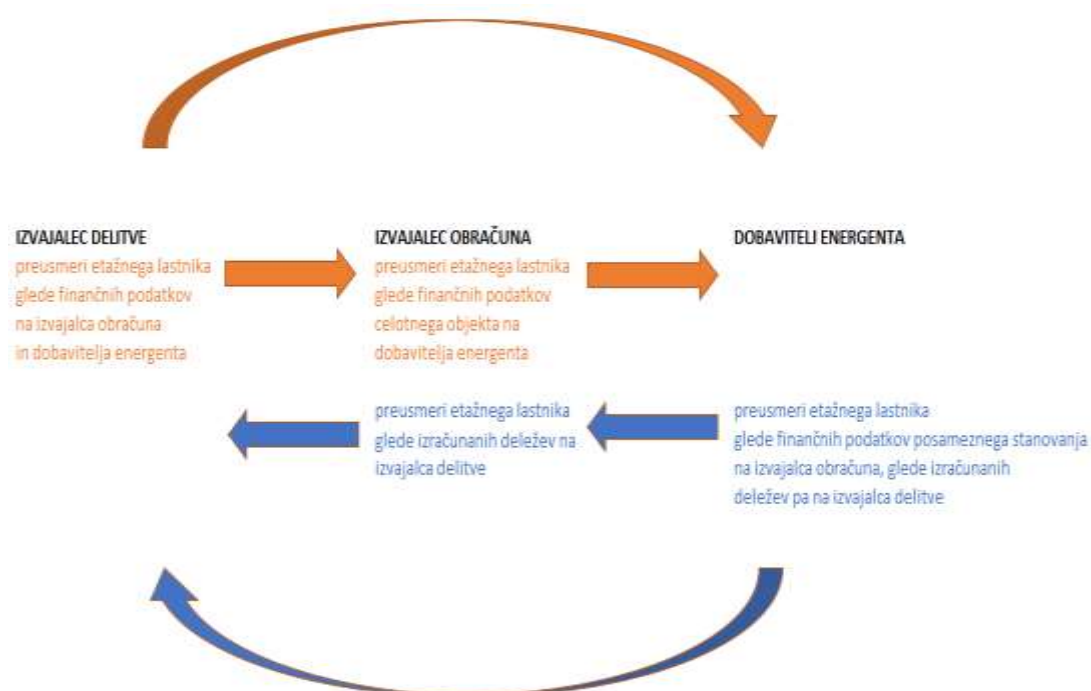 IZVAJALEC DELITVE
preusmeri etažnega lastnika
glede finančnih podatkov
na izvajalca obračuna
in dobavitelja energenta
IZVAJALEC OBRAČUNA
preusmeri etažnega lastnika
glede finančnih podatkov
celotnega objekta na
dobavitelja energenta
DOBAVITELJ ENERGENTA
preusmeri etažnega lastnika
glede izračunanih deležev na
izvajalca delitve
preusmeri etažnega lastnika
glede finančnih podatkov posameznega stanovanja
na izvajalca obračuna, glede izračunanih
deležev pa na izvajalca delitve